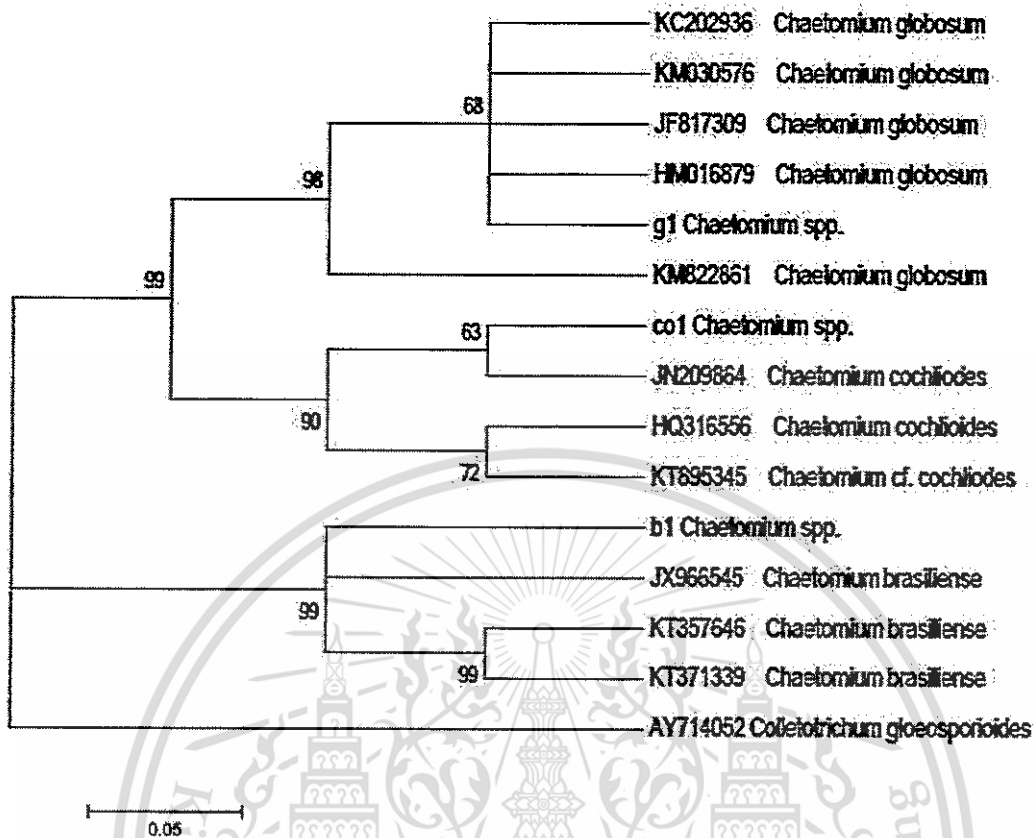 KC202936 Chaetomium globosum
KM030576 Chaetomium globosum
68
JF817309 Chaetomium globosum
HM016879 Chaetomium globosum
98
g1 Chaetomium spp.
99
KM822861 Chaetomium globosum
co1 Chaetomium spp.
63
JN209864 Chaetomium cochliodes
90
HQ316556 Chaetomium cochlioides
72
KT895345 Chaetomium cf. cochliodes
b1 Chaetomium spp.
JX966545 Chaetomium brasiliense
99
KT357646 Chaetomium brasiliense
99
KT371339 Chaetomium brasiliense
AY714052 Colletotrichum gloeosporioides
0.05